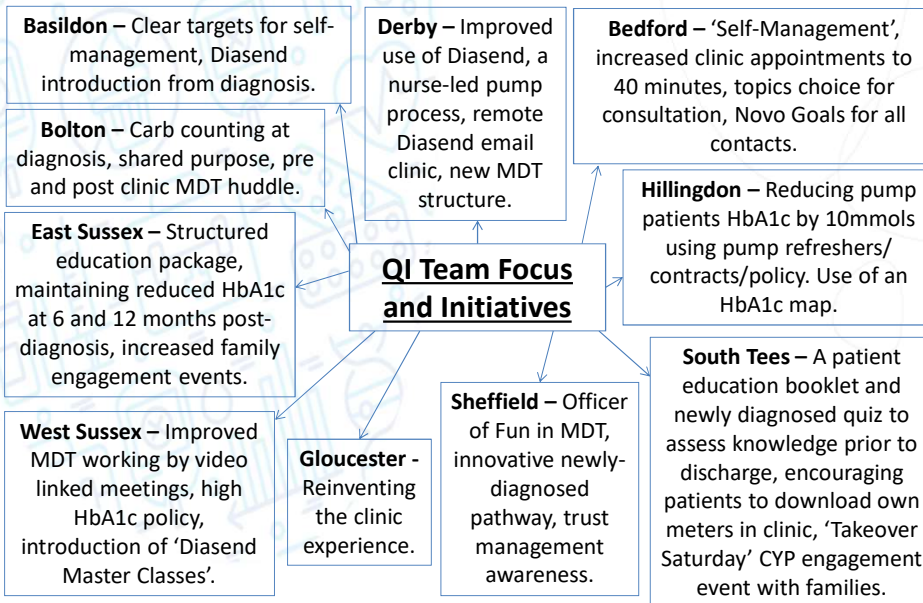 Basildon – Clear targets for self-
management, Diasend
introduction from diagnosis.
Derby – Improved
use of Diasend, a
nurse-led pump
process, remote
Diasend email
clinic, new MDT
structure.
Bedford – ‘Self-Management’,
increased clinic appointments to
40 minutes, topics choice for
consultation, Novo Goals for all
contacts.
Bolton – Carb counting at
diagnosis, shared purpose, pre
and post clinic MDT huddle.
Hillingdon – Reducing pump
patients HbA1c by 10mmols
using pump refreshers/
contracts/policy. Use of an
HbA1c map.
East Sussex – Structured
education package,
maintaining reduced HbA1c
at 6 and 12 months post-
diagnosis, increased family
engagement events.
QI Team Focus
and Initiatives
West Sussex – Improved
MDT working by video
linked meetings, high
HbA1c policy,
introduction of ‘Diasend
Master Classes’.
Gloucester -
Reinventing
the clinic
experience.
Sheffield – Officer
of Fun in MDT,
innovative newly-
diagnosed
pathway, trust
management
awareness.
South Tees – A patient
education booklet and
newly diagnosed quiz to
assess knowledge prior to
discharge, encouraging
patients to download own
meters in clinic, ‘Takeover
Saturday’ CYP engagement
event with families.